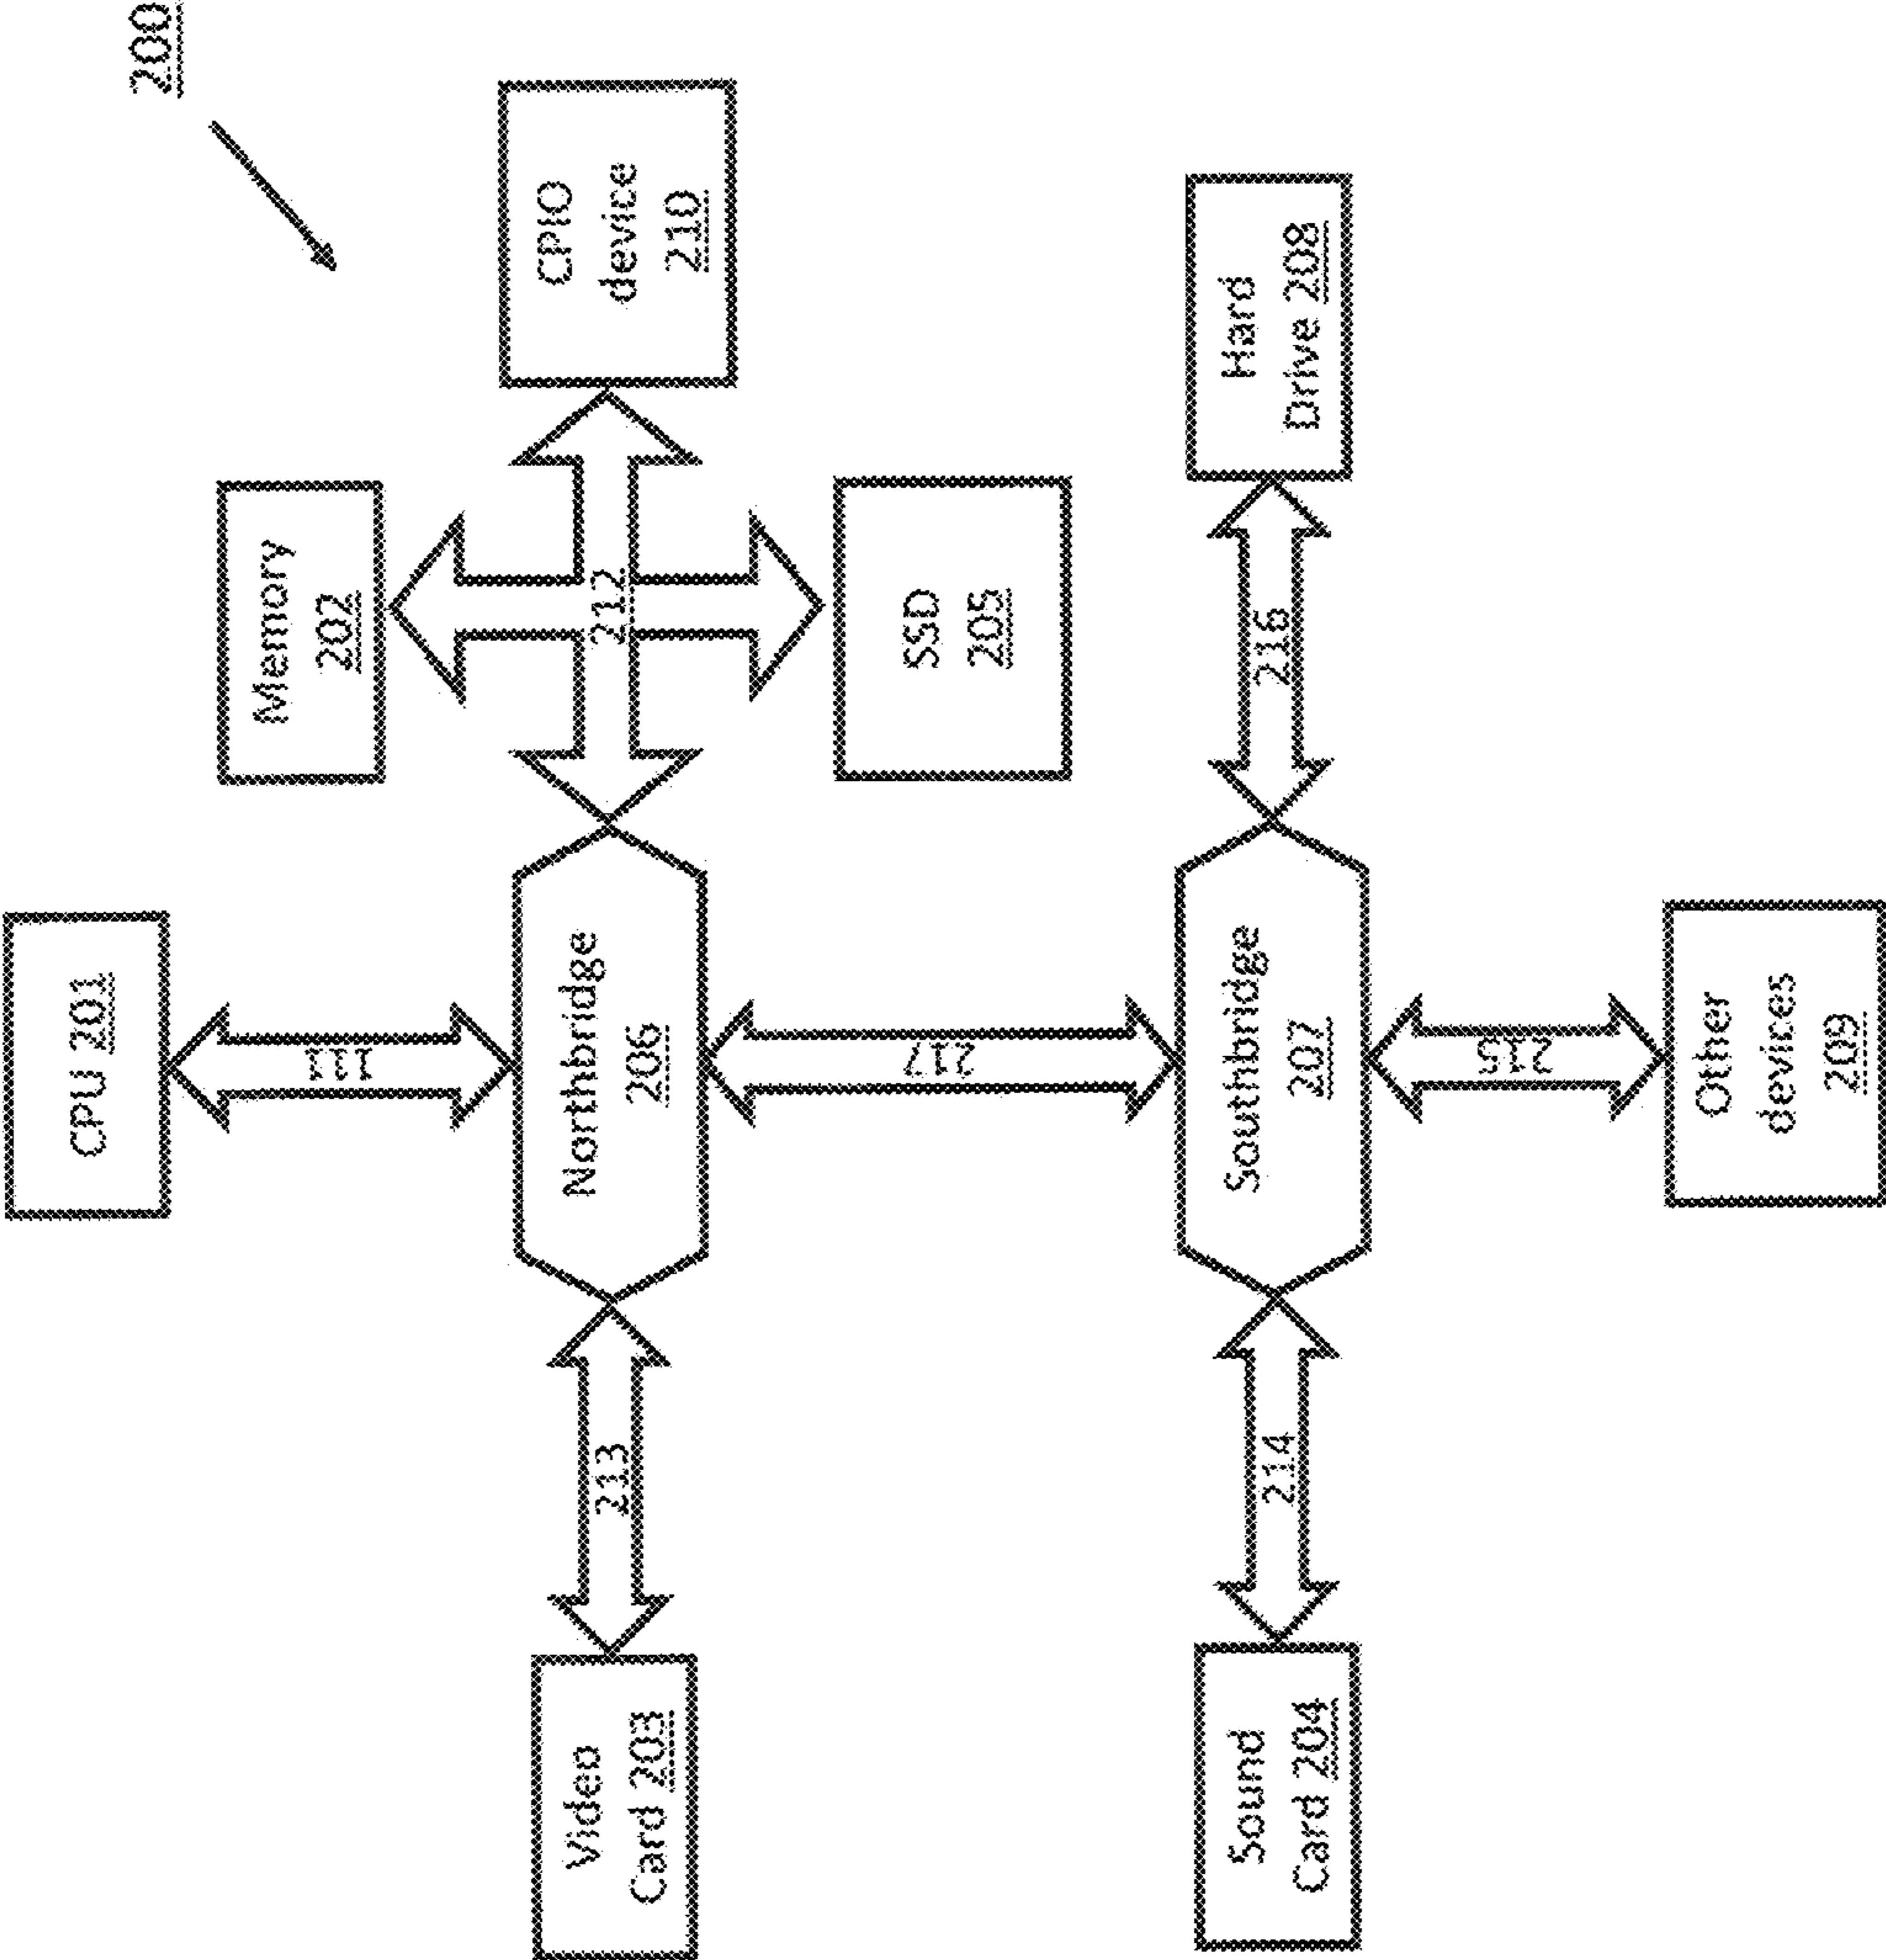 200
CPU 201
Memory
202
111
Video
Card 203
213
Northbridge
206
212
CPIO
device
210
SSD
205
217
Sound
Card 204
214
Southbridge
207
216
Hard
Drive 208
215
Other
devices
209